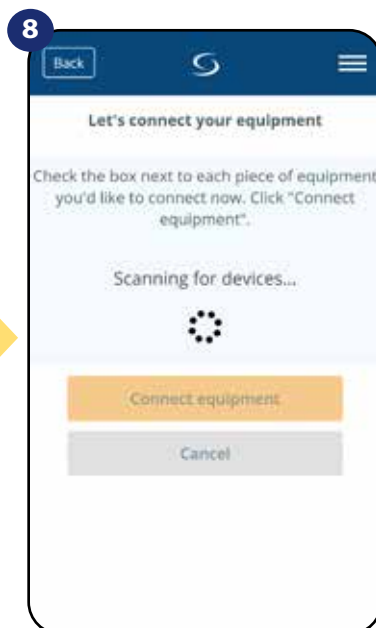 8
Back
Let's connect your equipment
Check the box next to each piece of equipment
you'd like to connect now. Click "Connect
equipment".
Scanning for devices...
Connect equipment
Cancel